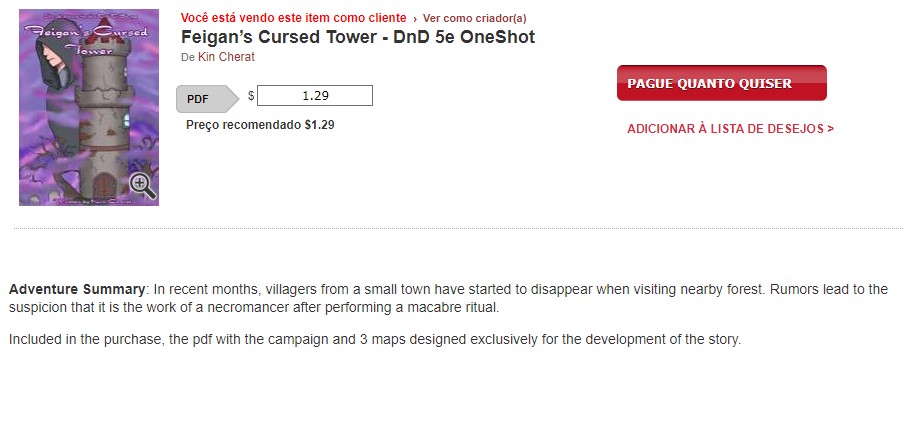 Você está vendo este item como cliente › Ver como criador(a)
Feigan's Cursed Tower - DnD 5e OneShot
De Kin Cherat
Feigan's Cursed
Tower
PDF
$ 1.29
Preço recomendado $1.29
PAGUE QUANTO QUISER
ADICIONAR À LISTA DE DESEJOS >
Adventure Summary: In recent months, villagers from a small town have started to disappear when visiting nearby forest. Rumors lead to the
suspicion that it is the work of a necromancer after performing a macabre ritual.
Included in the purchase, the pdf with the campaign and 3 maps designed exclusively for the development of the story.